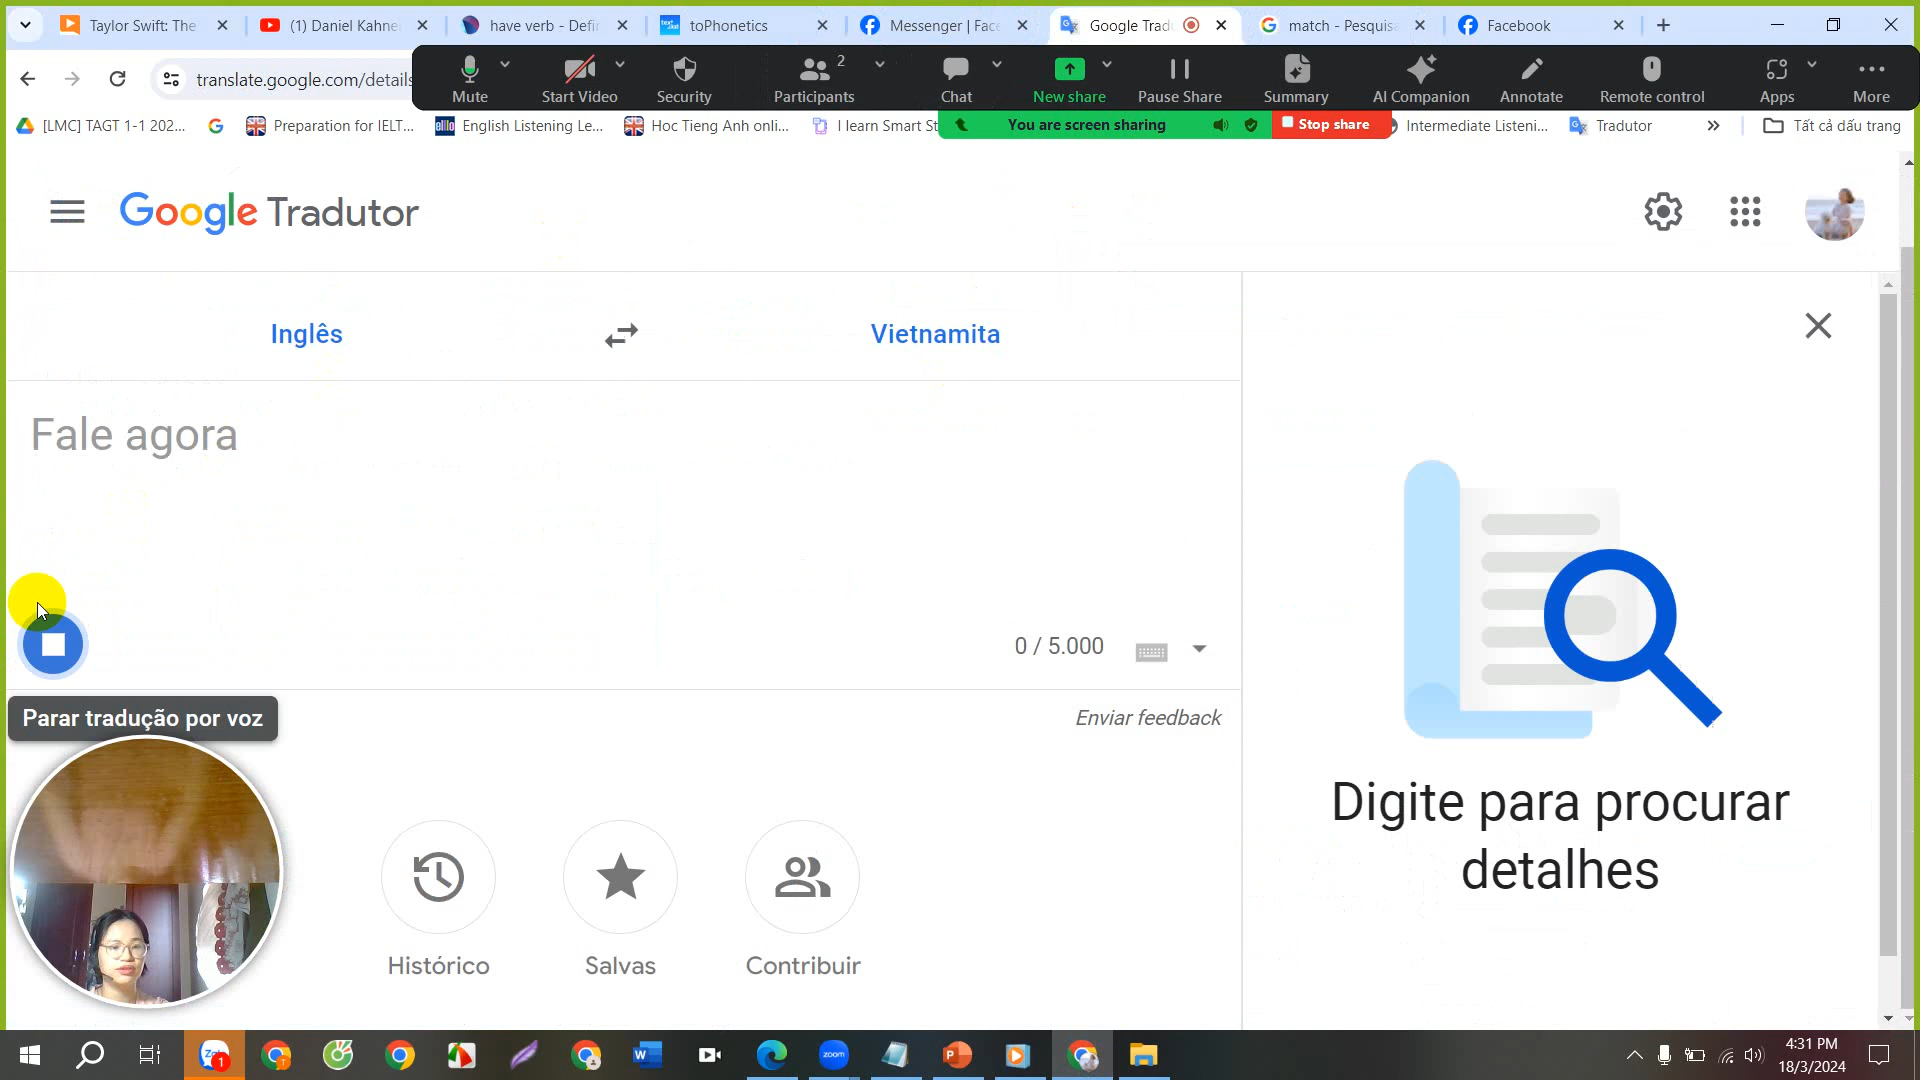 Taylor Swift: The
(1) Daniel Kahne
have verb - Defin
toPhonetics
Messenger | Face
Google Trad
match - Pesquisa
Facebook
translate.google.com/details
Mute
Start Video
Security
Participants
2
Chat
New share
Pause Share
Summary
AI Companion
Annotate
Remote control
Apps
More
[LMC] TAGT 1-1 202...
Preparation for IELT...
English Listening Le...
Hoc Tieng Anh onli...
I learn Smart St
You are screen sharing
Stop share
Intermediate Listeni...
Tradutor
Tất cả dấu trang
Google Tradutor
Inglês
Vietnamita
Fale agora
0 / 5.000
Parar tradução por voz
Enviar feedback
Digite para procurar
detalhes
Histórico
Salvas
Contribuir
4:31 PM
18/3/2024